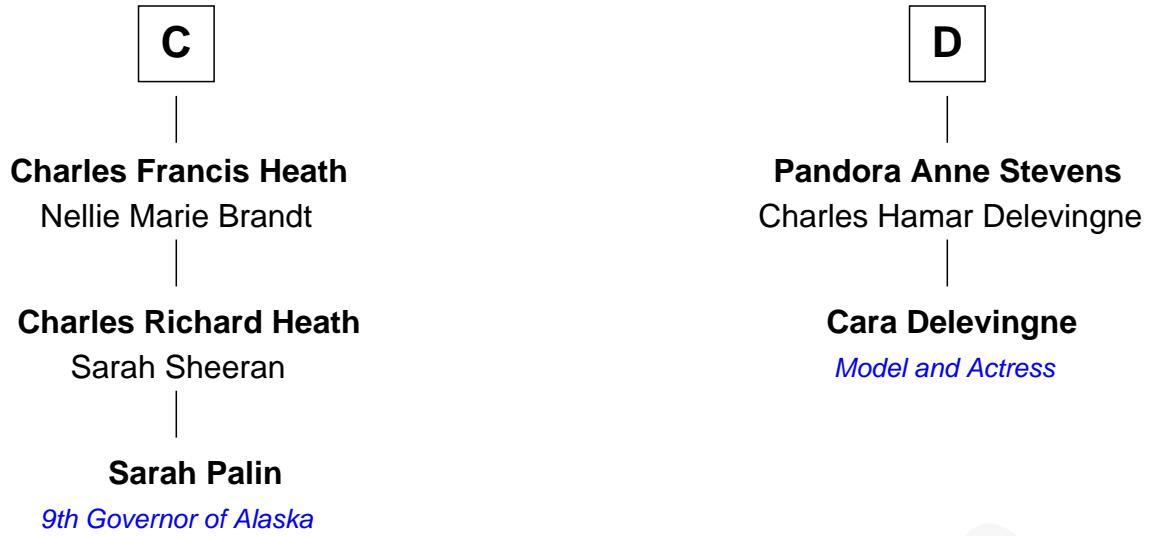 C
Charles Francis Heath
Nellie Marie Brandt
Charles Richard Heath
Sarah Sheeran
Sarah Palin
9th Governor of Alaska
D
Pandora Anne Stevens
Charles Hamar Delevingne
Cara Delevingne
Model and Actress